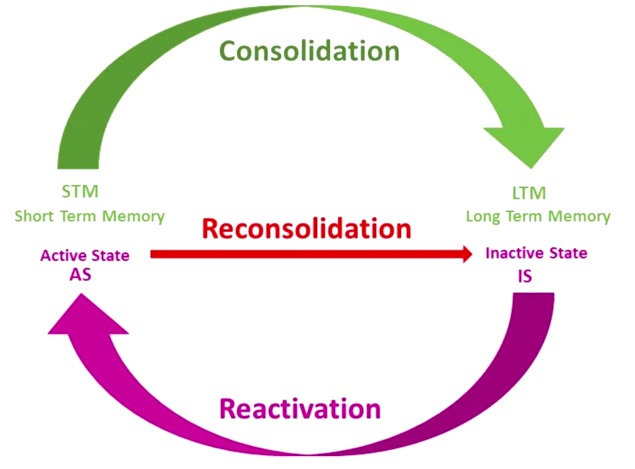 Consolidation
STM
Short Term Memory
LTM
Long Term Memory
Reconsolidation
Active State
AS
Inactive State
IS
Reactivation